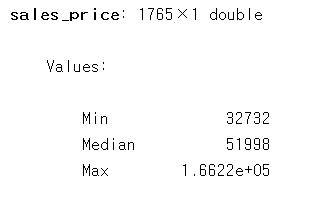 sales_price: 1765×1 double
Values:
Min 32732
Median 51998
Max 1.6622e+05